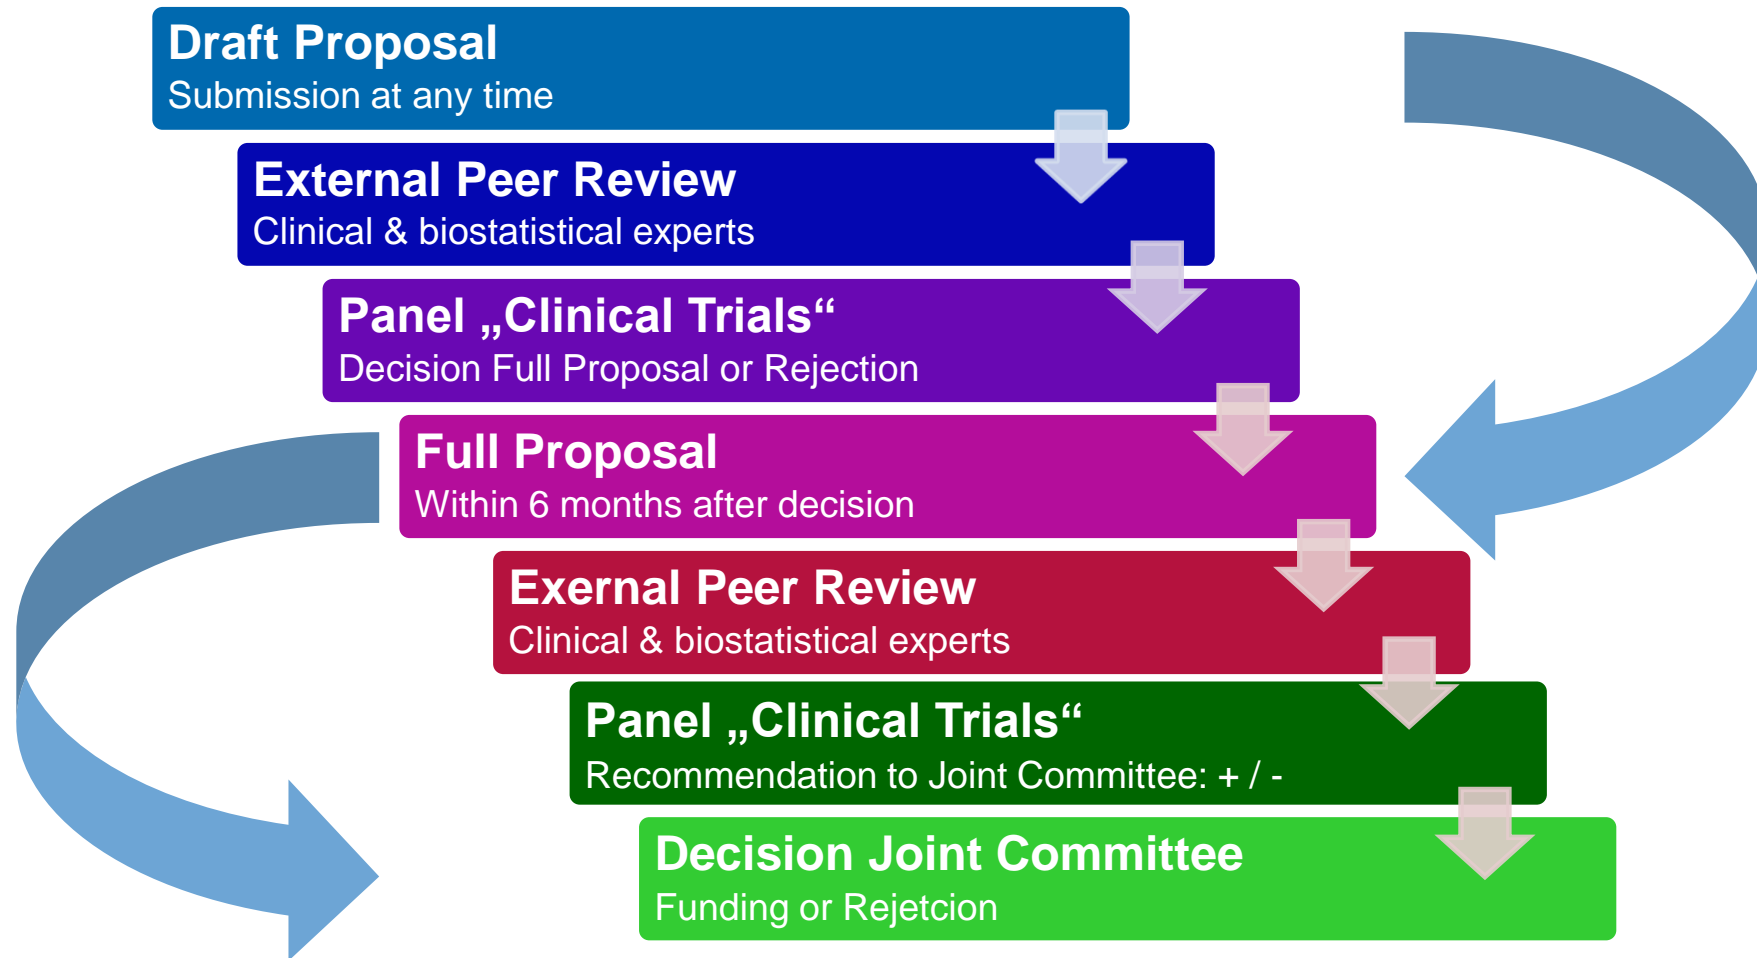 Draft Proposal
Submission at any time
External Peer Review
Clinical & biostatistical experts
Panel „Clinical Trials“
Decision Full Proposal or Rejection
Full Proposal
Within 6 months after decision
Exernal Peer Review
Clinical & biostatistical experts
Panel „Clinical Trials“
Recommendation to Joint Committee: + / -
Decision Joint Committee
Funding or Rejetcion